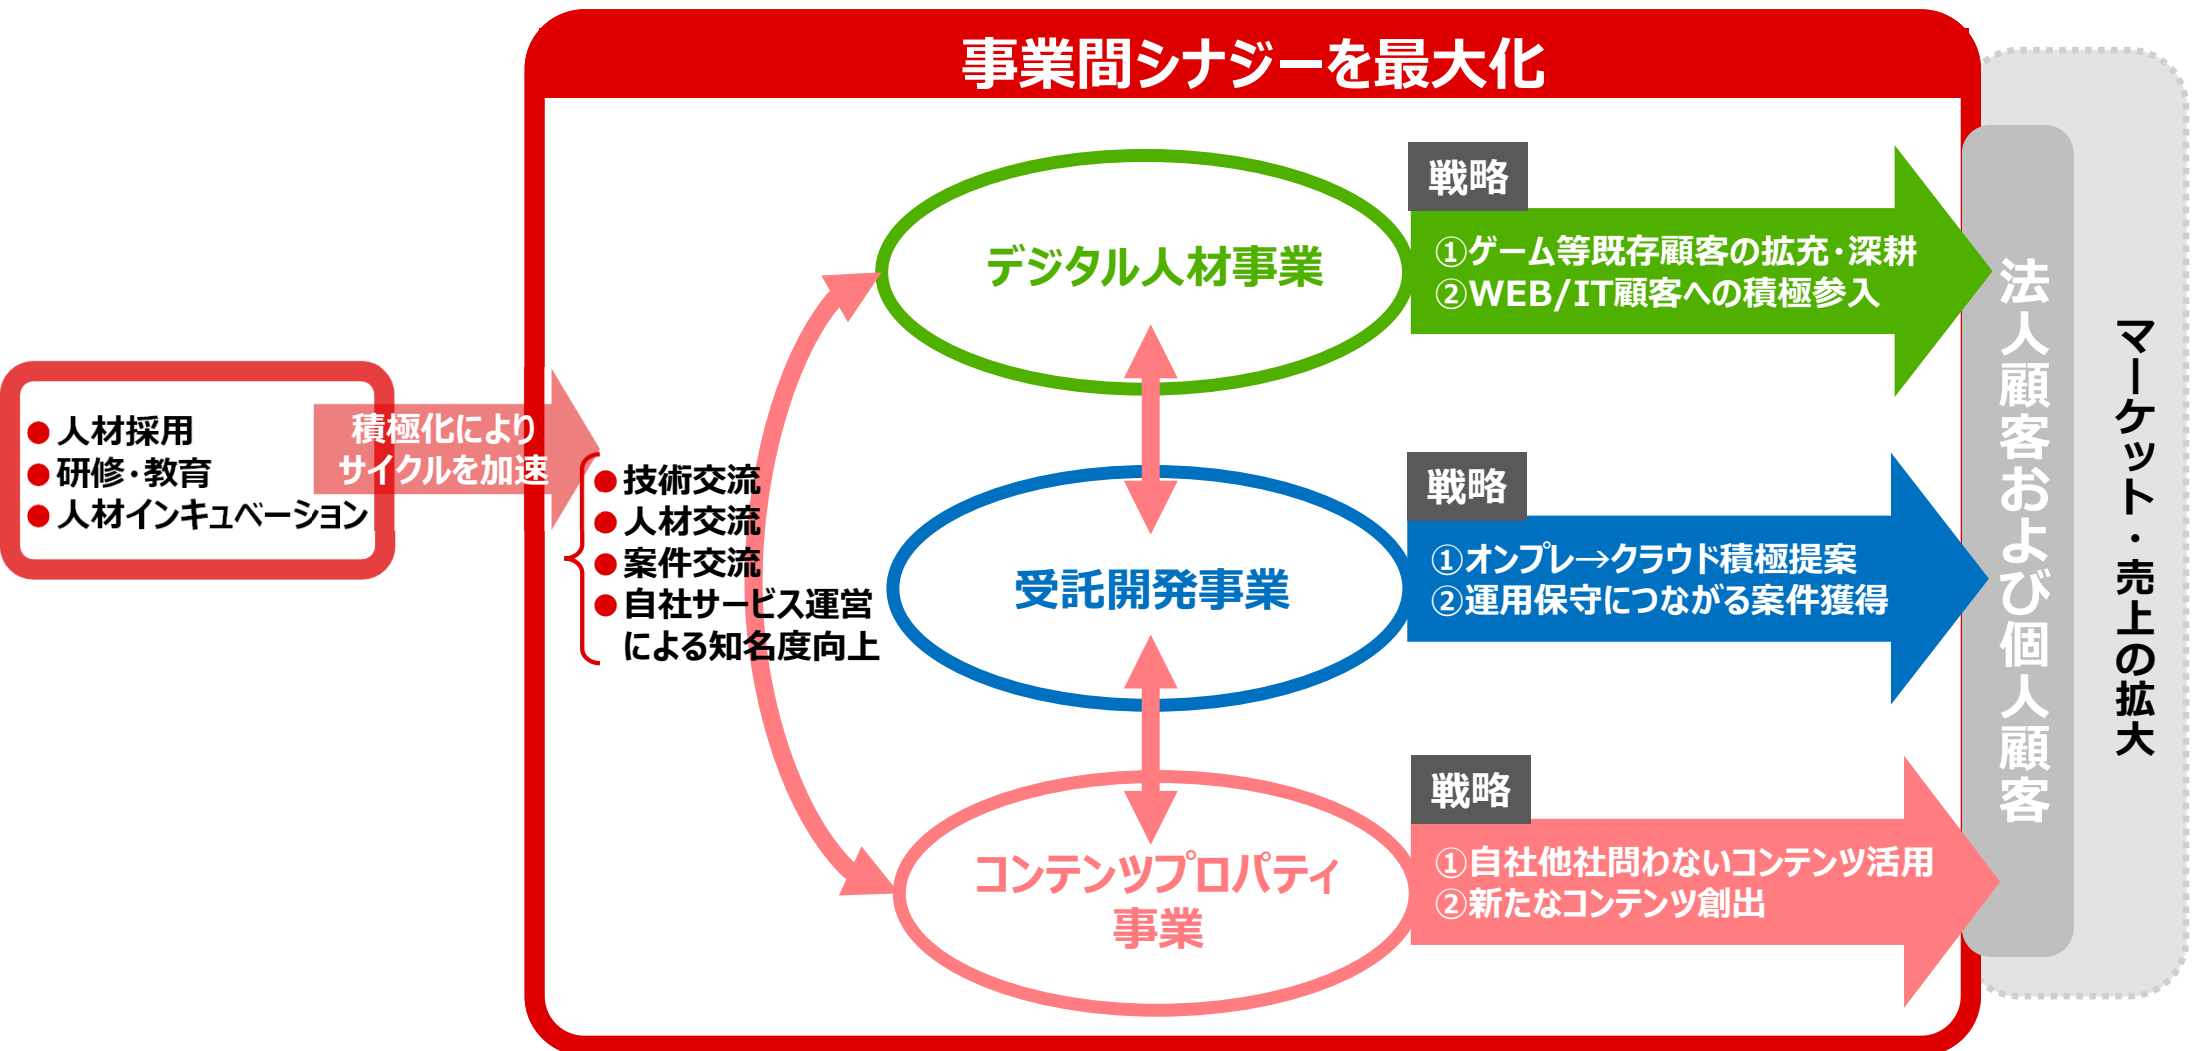 事業間シナジーを最大化
人材採用
研修・教育
人材インキュベーション
積極化により
サイクルを加速
技術交流
人材交流
案件交流
自社サービス運営
による知名度向上
デジタル人材事業
戦略
①ゲーム等既存顧客の拡充・深耕
②WEB/IT顧客への積極参入
受託開発事業
戦略
①オンプレ→クラウド積極提案
②運用保守につながる案件獲得
コンテンツプロパティ
事業
戦略
①自社他社問わないコンテンツ活用
②新たなコンテンツ創出
法人顧客および個人顧客
マーケット・売上の拡大